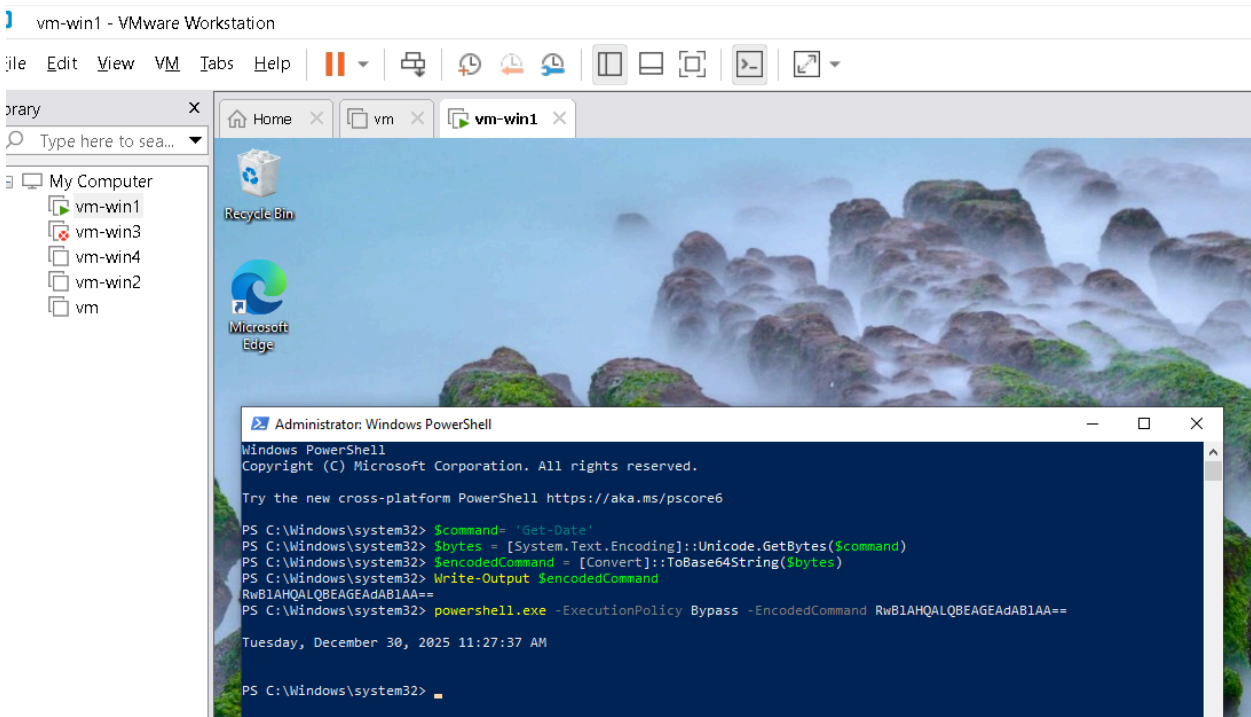 vm-win1 - VMware Workstation
ile Edit View VM Tabs Help
brary
Type here to sea...
My Computer
vm-win1
vm-win3
vm-win4
vm-win2
vm
Home
vm
vm-win1
Recycle Bin
Microsoft
Edge
Administrator: Windows PowerShell
Windows PowerShell
Copyright (C) Microsoft Corporation. All rights reserved.
Try the new cross-platform PowerShell https://aka.ms/pscore6
PS C:\Windows\system32> $command= 'Get-Date'
PS C:\Windows\system32> $bytes = [System.Text.Encoding]::Unicode.GetBytes($command)
PS C:\Windows\system32> $encodedCommand = [Convert]::ToBase64String($bytes)
PS C:\Windows\system32> Write-Output $encodedCommand
RwBlAHQALQBEAGEAdABlAA==
PS C:\Windows\system32> powershell.exe -ExecutionPolicy Bypass -EncodedCommand RwBlAHQALQBEAGEAdABlAA==
Tuesday, December 30, 2025 11:27:37 AM
PS C:\Windows\system32>